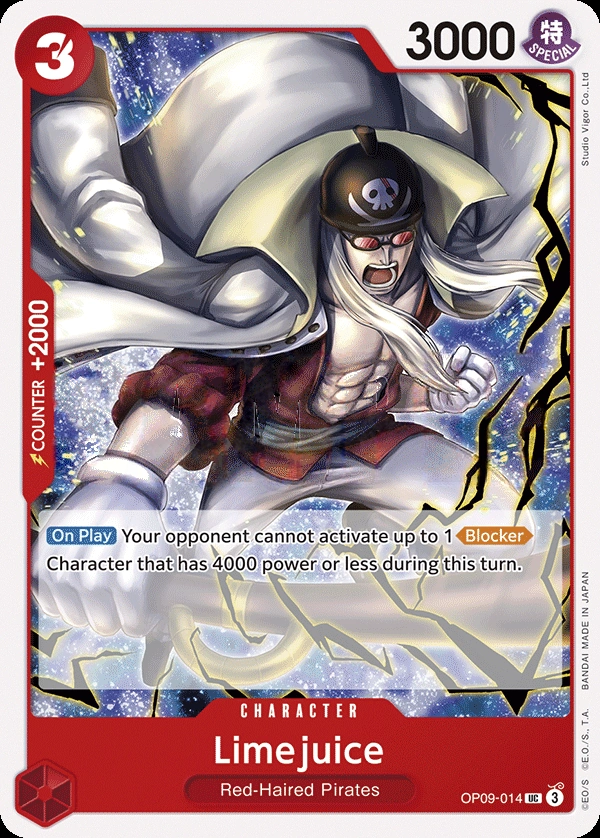 3
3000
特
SPECIAL
Studio Vigor Co.,Ltd
COUNTER +2000
On Play Your opponent cannot activate up to 1 Blocker
Character that has 4000 power or less during this turn.
CHARACTER
Limejuice
Red-Haired Pirates
OP09-014 UC 3
©E.O./S., T.A. BANDAI MADE IN JAPAN
©EO/S